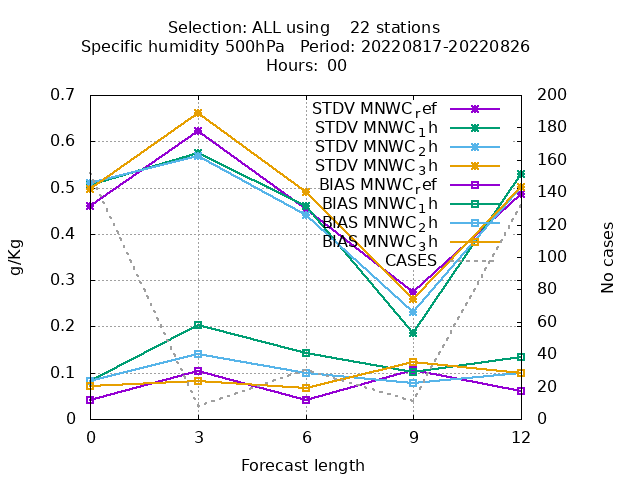 Selection: ALL using    22 stations
Specific humidity 500hPa   Period: 20220817-20220826
Hours:  00
0.7
0.6
0.5
0.4
0.3
0.2
0.1
0
g/Kg
STDV MNWC_ref
STDV MNWC_1h
STDV MNWC_2h
STDV MNWC_3h
BIAS MNWC_ref
BIAS MNWC_1h
BIAS MNWC_2h
BIAS MNWC_3h
CASES
200
180
160
140
120
100
80
60
40
20
0
No cases
0 3 6 9 12
Forecast length